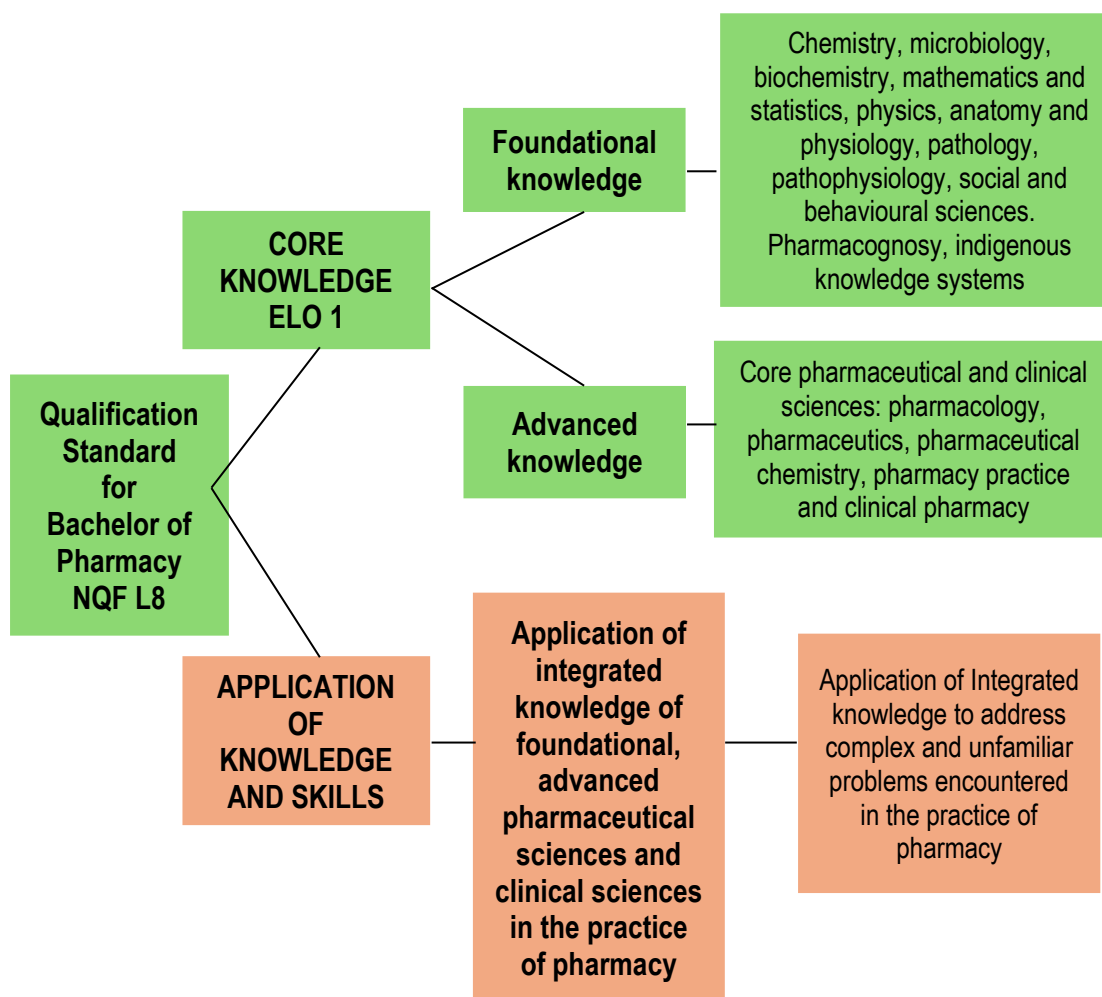 Qualification
Standard
for
Bachelor of
Pharmacy
NQF L8
CORE
KNOWLEDGE
ELO 1
Foundational
knowledge
Chemistry, microbiology,
biochemistry, mathematics and
statistics, physics, anatomy and
physiology, pathology,
pathophysiology, social and
behavioural sciences.
Pharmacognosy, indigenous
knowledge systems
Advanced
knowledge
Core pharmaceutical and clinical
sciences: pharmacology,
pharmaceutics, pharmaceutical
chemistry, pharmacy practice
and clinical pharmacy
APPLICATION
OF
KNOWLEDGE
AND SKILLS
Application of
integrated
knowledge of
foundational,
advanced
pharmaceutical
sciences and
clinical sciences
in the practice
of pharmacy
Application of Integrated
knowledge to address
complex and unfamiliar
problems encountered
in the practice of
pharmacy